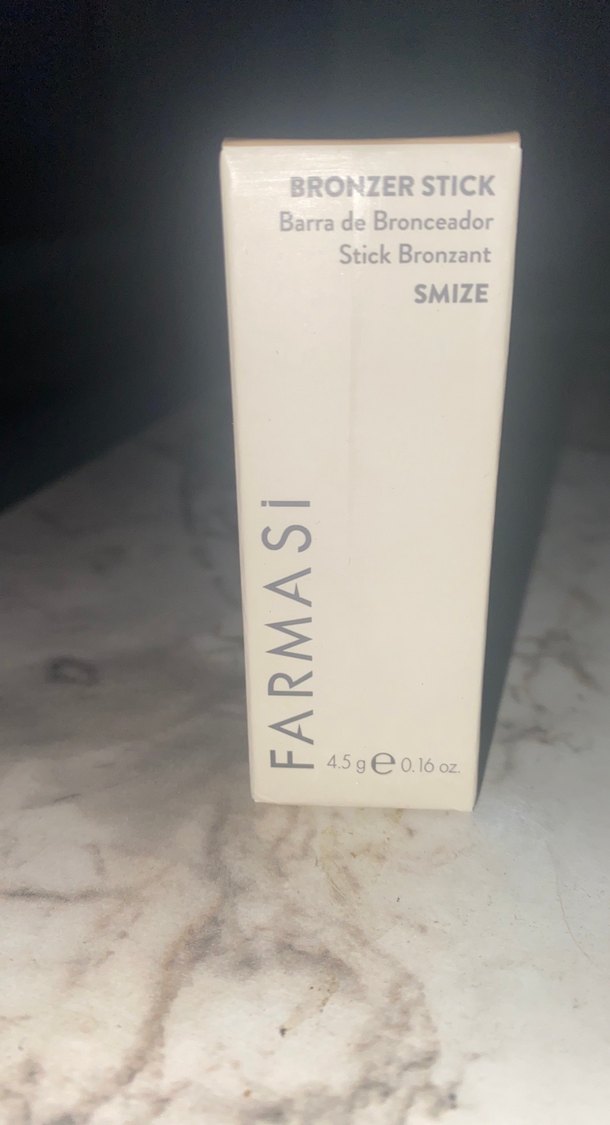 BRONZER STICK
Barra de Bronceador
Stick Bronzant
SMIZE
FARMASİ
4.5 g ℮ 0.16 oz.